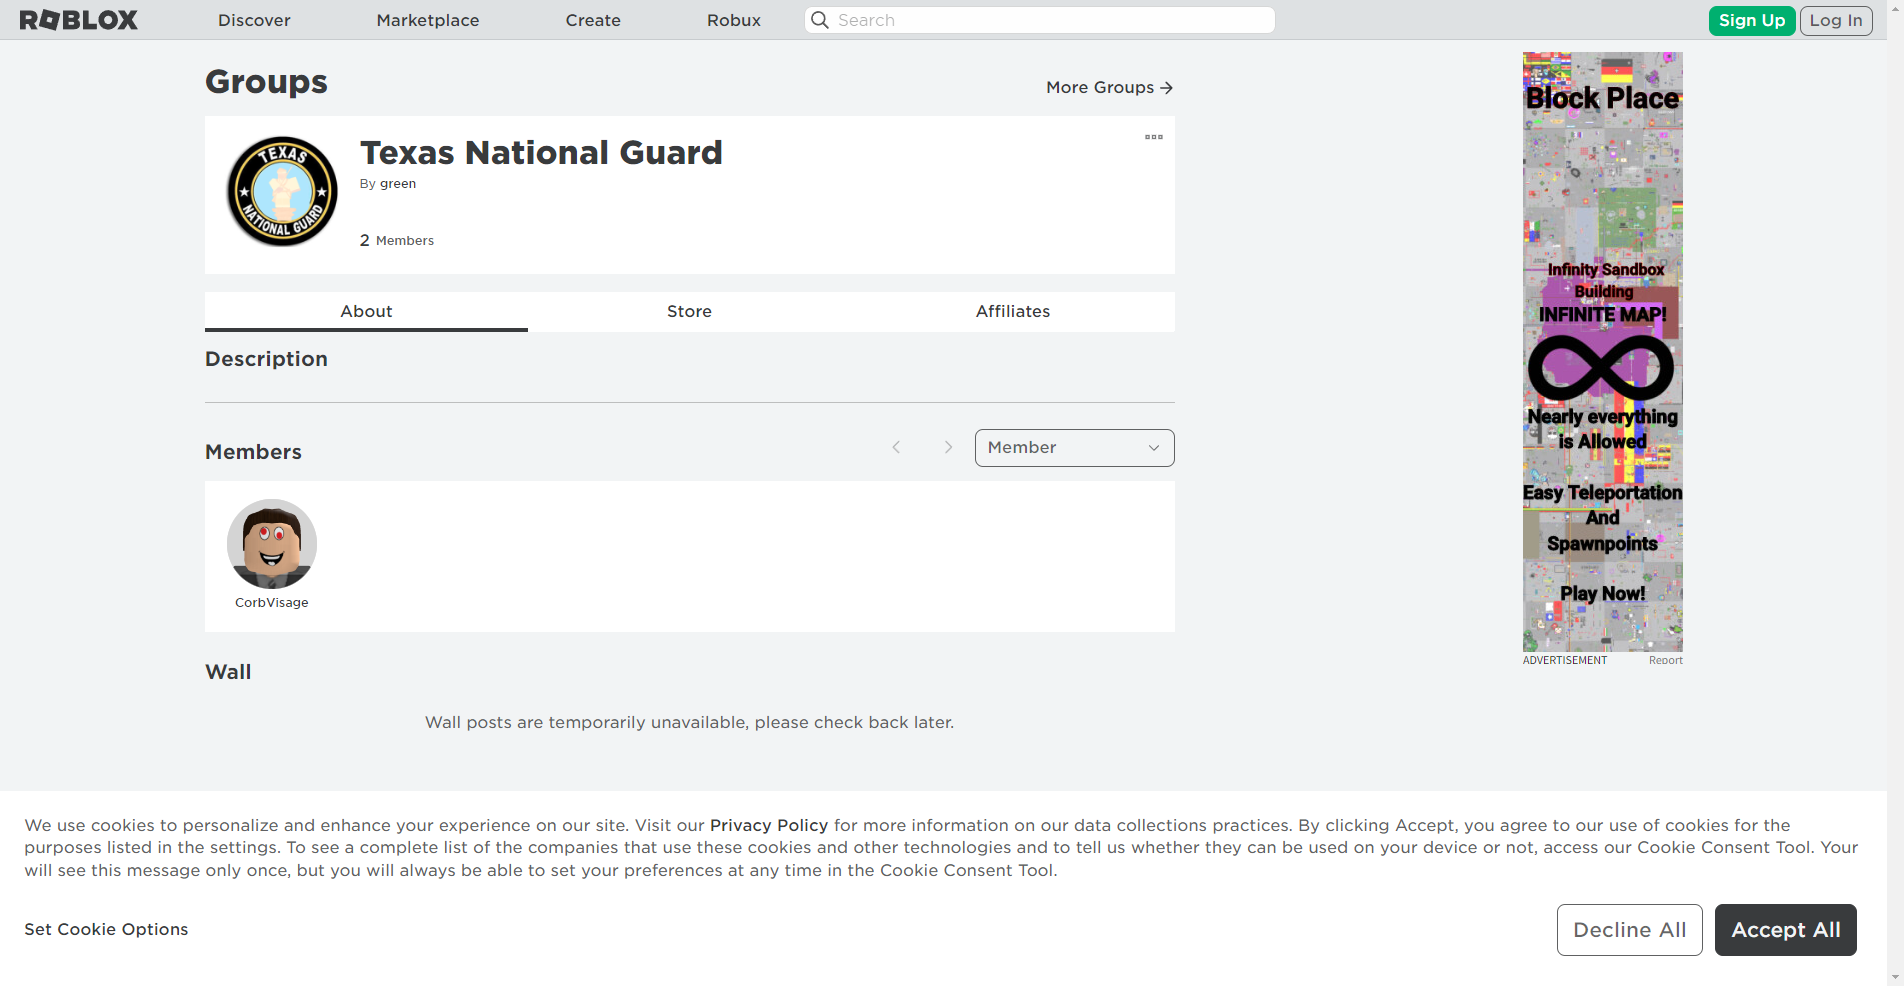 ROBLOX
Discover
Marketplace
Create
Robux
Search
Sign Up
Log In
Groups
More Groups
TEXAS
NATIONAL GUARD
Texas National Guard
By green
2 Members
About
Store
Affiliates
Description
Members
Member
CorbVisage
Wall
Wall posts are temporarily unavailable, please check back later.
Block Place
Infinity Sandbox
Building
INFINITE MAP!
Nearly everything
is Allowed
Easy Teleportation
And
Spawnpoints
Play Now!
ADVERTISEMENT
Report
We use cookies to personalize and enhance your experience on our site. Visit our Privacy Policy for more information on our data collections practices. By clicking Accept, you agree to our use of cookies for the
purposes listed in the settings. To see a complete list of the companies that use these cookies and other technologies and to tell us whether they can be used on your device or not, access our Cookie Consent Tool. Your
will see this message only once, but you will always be able to set your preferences at any time in the Cookie Consent Tool.
Set Cookie Options
Decline All
Accept All